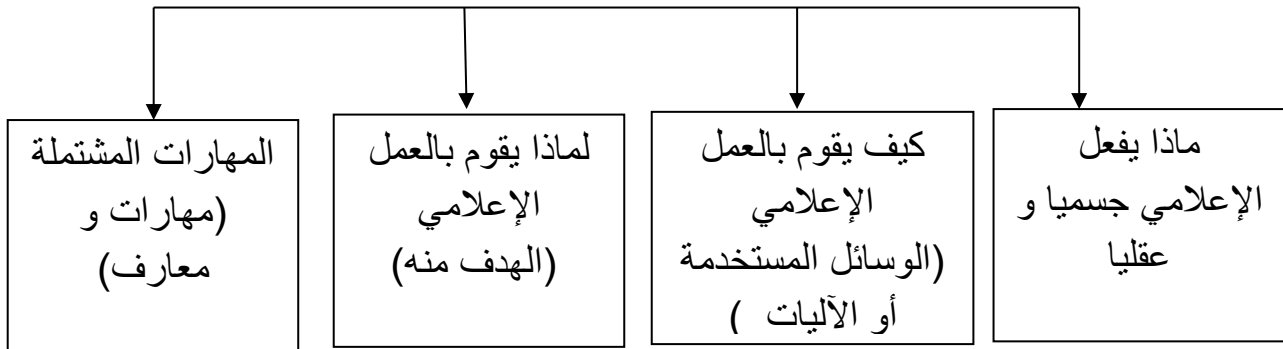 ماذا يفعل
الإعلامي جسميا و
عقليا
كيف يقوم بالعمل
الإعلامي
(الوسائل المستخدمة
أو الآليات )
لماذا يقوم بالعمل
الإعلامي
(الهدف منه)
المهارات المشتملة
(مهارات و
معارف)